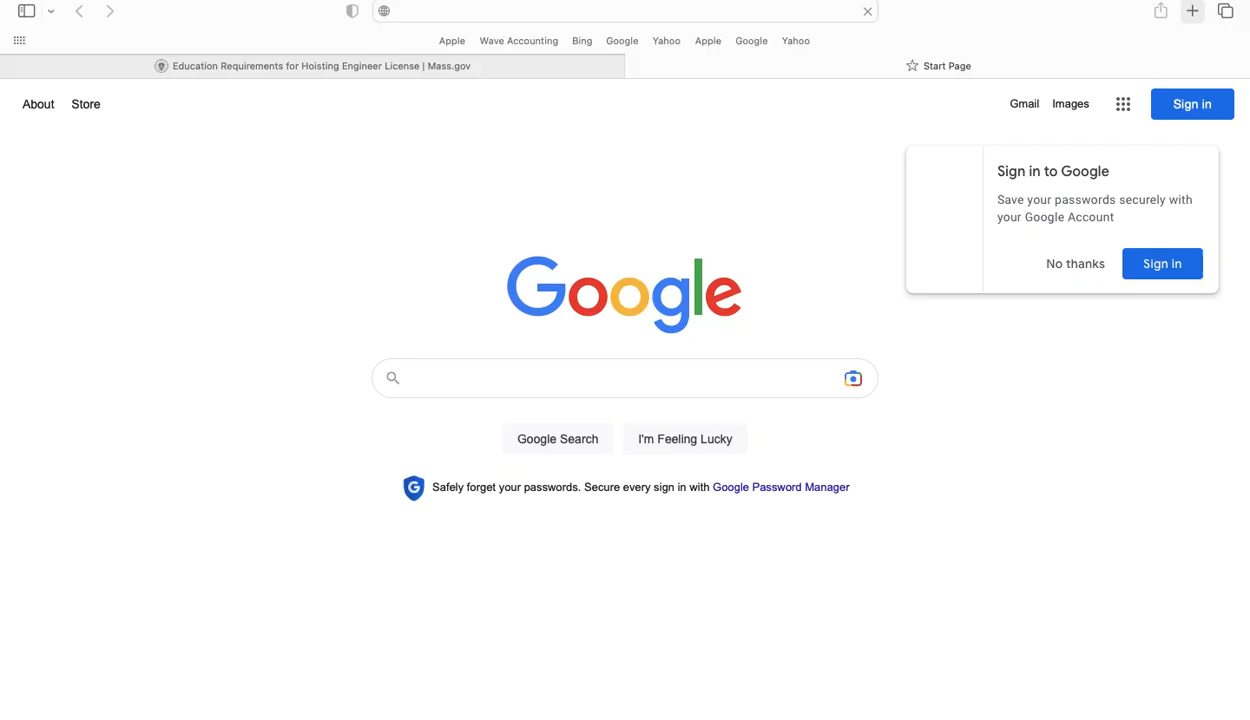 Apple Wave Accounting Bing Google Yahoo Apple Google Yahoo
Education Requirements for Hoisting Engineer License | Mass.gov
Start Page
About Store
Gmail Images Sign in
Sign in to Google
Save your passwords securely with
your Google Account
No thanks Sign in
Google
Google Search I'm Feeling Lucky
G Safely forget your passwords. Secure every sign in with Google Password Manager